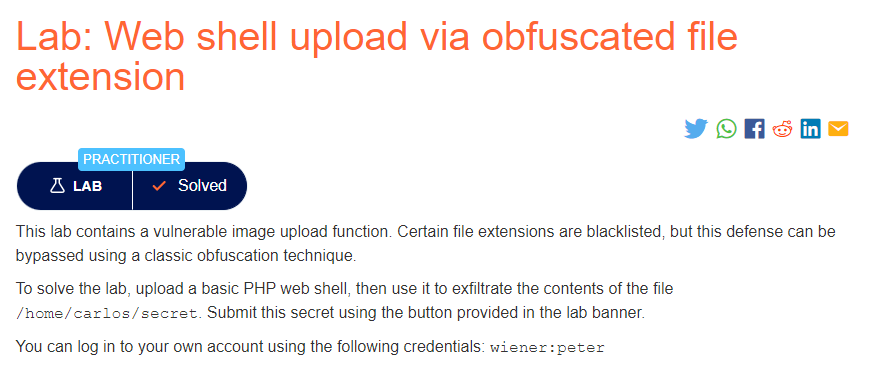 Lab: Web shell upload via obfuscated file
extension
PRACTITIONER
LAB
Solved
This lab contains a vulnerable image upload function. Certain file extensions are blacklisted, but this defense can be
bypassed using a classic obfuscation technique.
To solve the lab, upload a basic PHP web shell, then use it to exfiltrate the contents of the file
/home/carlos/secret. Submit this secret using the button provided in the lab banner.
You can log in to your own account using the following credentials: wiener:peter